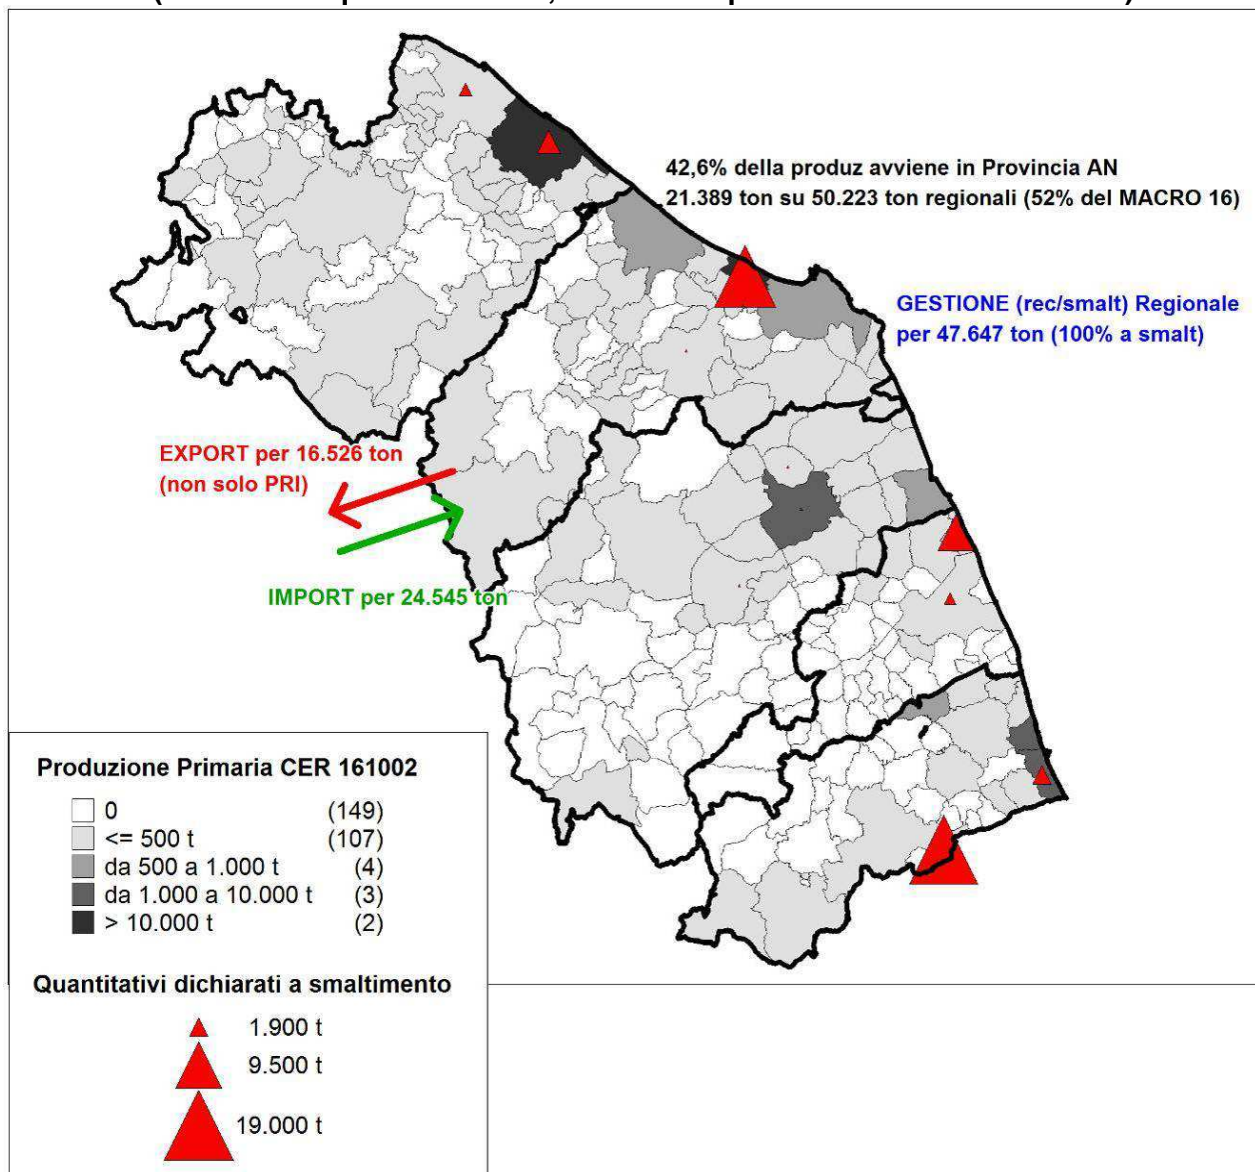 42,6% della produz avviene in Provincia AN
21.389 ton su 50.223 ton regionali (52% del MACRO 16)
GESTIONE (rec/smalt) Regionale
per 47.647 ton (100% a smalt)
EXPORT per 16.526 ton
(non solo PRI)
IMPORT per 24.545 ton
Produzione Primaria CER 161002
0 (149)
<= 500 t (107)
da 500 a 1.000 t (4)
da 1.000 a 10.000 t (3)
> 10.000 t (2)
Quantitativi dichiarati a smaltimento
1.900 t
9.500 t
19.000 t